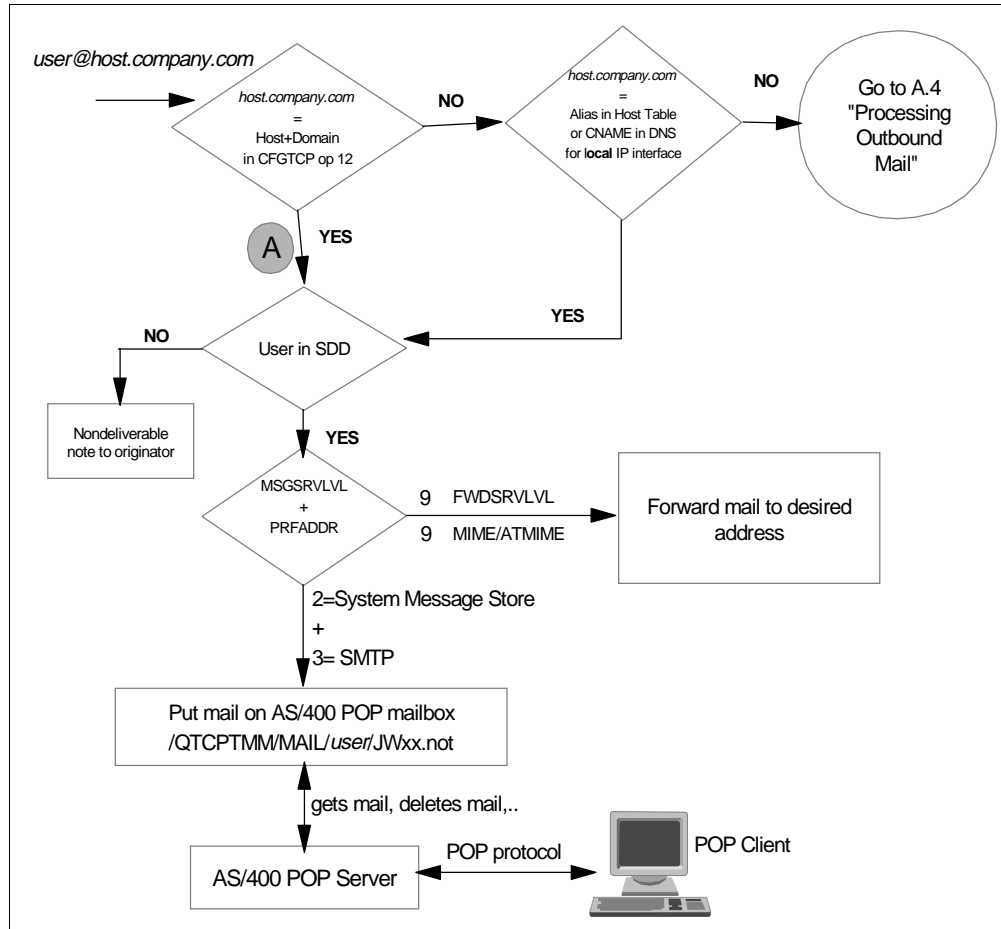 user@host.company.com
host.company.com
=
Host+Domain
in CFGTCP op 12
NO
host.company.com
=
Alias in Host Table
or CNAME in DNS
for local IP interface
NO
Go to A.4
"Processing
Outbound
Mail"
A
YES
YES
NO
User in SDD
Nondeliverable
note to originator
YES
MSGSRVLVL
+
PRFADDR
9 FWDSRVLVL
9 MIME/ATMIME
Forward mail to desired
address
2=System Message Store
+
3= SMTP
Put mail on AS/400 POP mailbox
/QTCPTMM/MAIL/user/JWxx.not
gets mail, deletes mail,..
AS/400 POP Server
POP protocol
POP Client